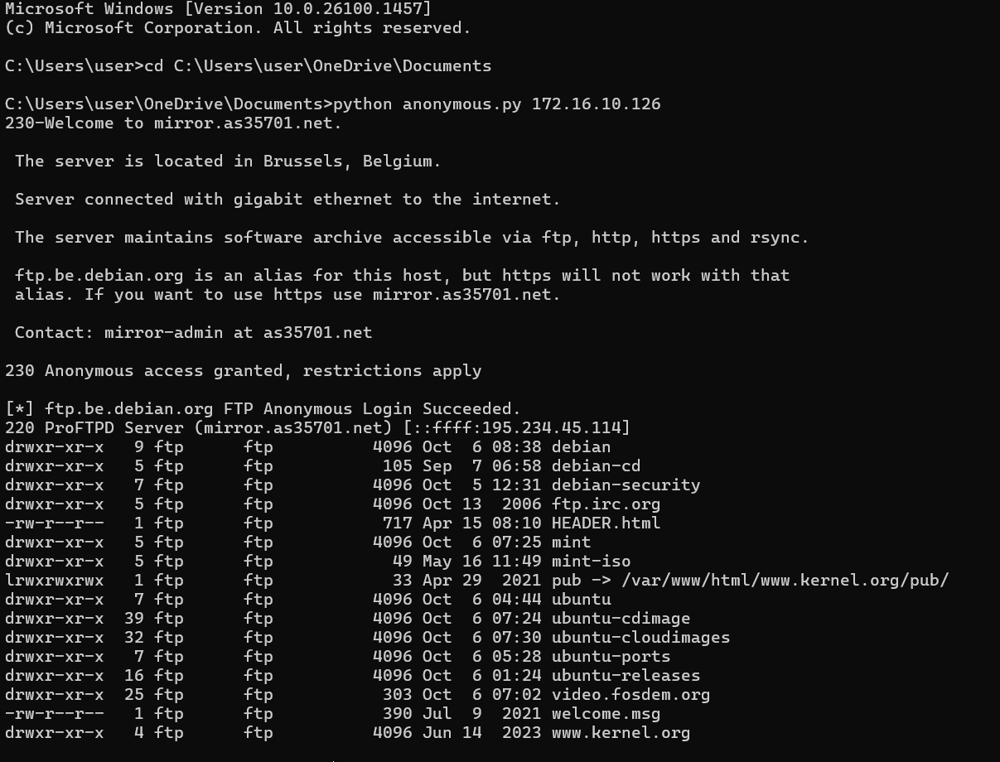 Microsoft Windows [Version 10.0.26100.1457]
(c) Microsoft Corporation. All rights reserved.
C:\Users\user>cd C:\Users\user\OneDrive\Documents
C:\Users\user\OneDrive\Documents>python anonymous.py 172.16.10.126
230-Welcome to mirror.as35701.net.
 The server is located in Brussels, Belgium.
 Server connected with gigabit ethernet to the internet.
 The server maintains software archive accessible via ftp, http, https and rsync.
 ftp.be.debian.org is an alias for this host, but https will not work with that
 alias. If you want to use https use mirror.as35701.net.
 Contact: mirror-admin at as35701.net
230 Anonymous access granted, restrictions apply
[*] ftp.be.debian.org FTP Anonymous Login Succeeded.
220 ProFTPD Server (mirror.as35701.net) [::ffff:195.234.45.114]
drwxr-xr-x   9 ftp      ftp          4096 Oct  6 08:38 debian
drwxr-xr-x   5 ftp      ftp           105 Sep  7 06:58 debian-cd
drwxr-xr-x   7 ftp      ftp          4096 Oct  5 12:31 debian-security
drwxr-xr-x   5 ftp      ftp          4096 Oct 13  2006 ftp.irc.org
-rw-r--r--   1 ftp      ftp           717 Apr 15 08:10 HEADER.html
drwxr-xr-x   5 ftp      ftp          4096 Oct  6 07:25 mint
drwxr-xr-x   5 ftp      ftp            49 May 16 11:49 mint-iso
lrwxrwxrwx   1 ftp      ftp            33 Apr 29  2021 pub -> /var/www/html/www.kernel.org/pub/
drwxr-xr-x   7 ftp      ftp          4096 Oct  6 04:44 ubuntu
drwxr-xr-x  39 ftp      ftp          4096 Oct  6 07:24 ubuntu-cdimage
drwxr-xr-x  32 ftp      ftp          4096 Oct  6 07:30 ubuntu-cloudimages
drwxr-xr-x   7 ftp      ftp          4096 Oct  6 05:28 ubuntu-ports
drwxr-xr-x  16 ftp      ftp          4096 Oct  6 01:24 ubuntu-releases
drwxr-xr-x  25 ftp      ftp           303 Oct  6 07:02 video.fosdem.org
-rw-r--r--   1 ftp      ftp           390 Jul  9  2021 welcome.msg
drwxr-xr-x   4 ftp      ftp          4096 Jun 14  2023 www.kernel.org